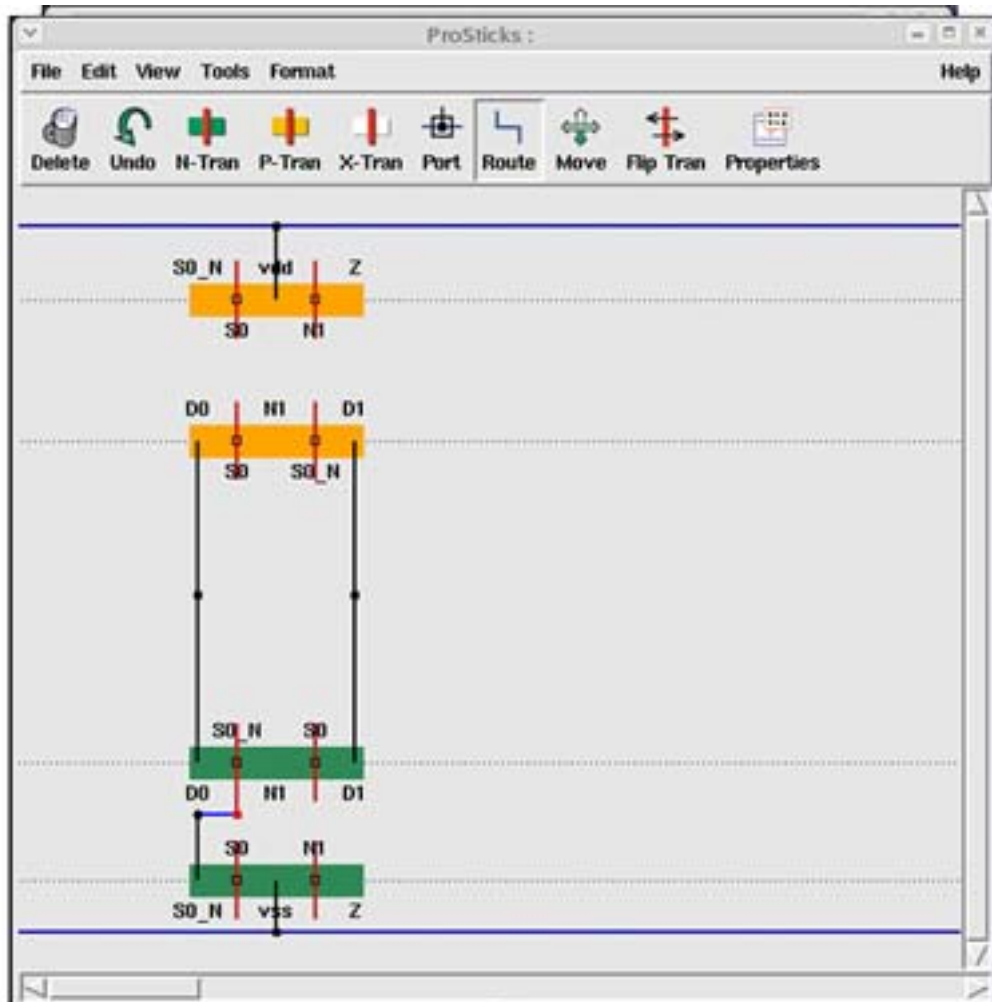 ProSticks :
File Edit View Tools Format Help
Delete Undo N-Tran P-Tran X-Tran Port Route Move Flip Tran Properties
S0_N vdd Z
S0 N1
D0 N1 D1
S0 S0_N
S0_N S0
D0 N1 D1
S0 N1
S0_N vss Z